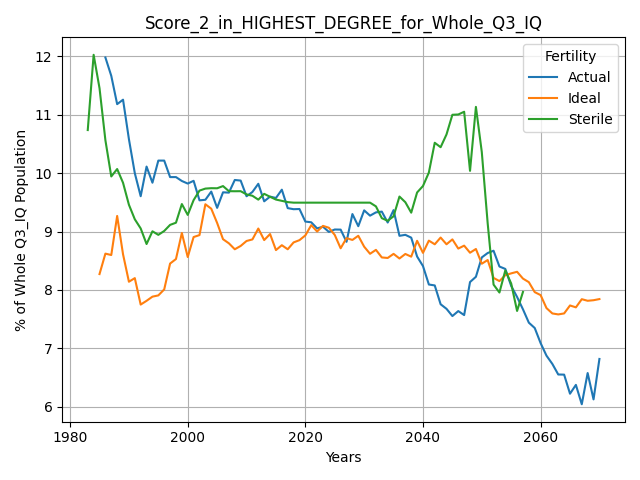 Score_2_in_HIGHEST_DEGREE_for_Whole_Q3_IQ
Fertility
Actual
Ideal
Sterile
% of Whole Q3_IQ Population
12
11
10
9
8
7
6
1980
2000
2020
2040
2060
Years